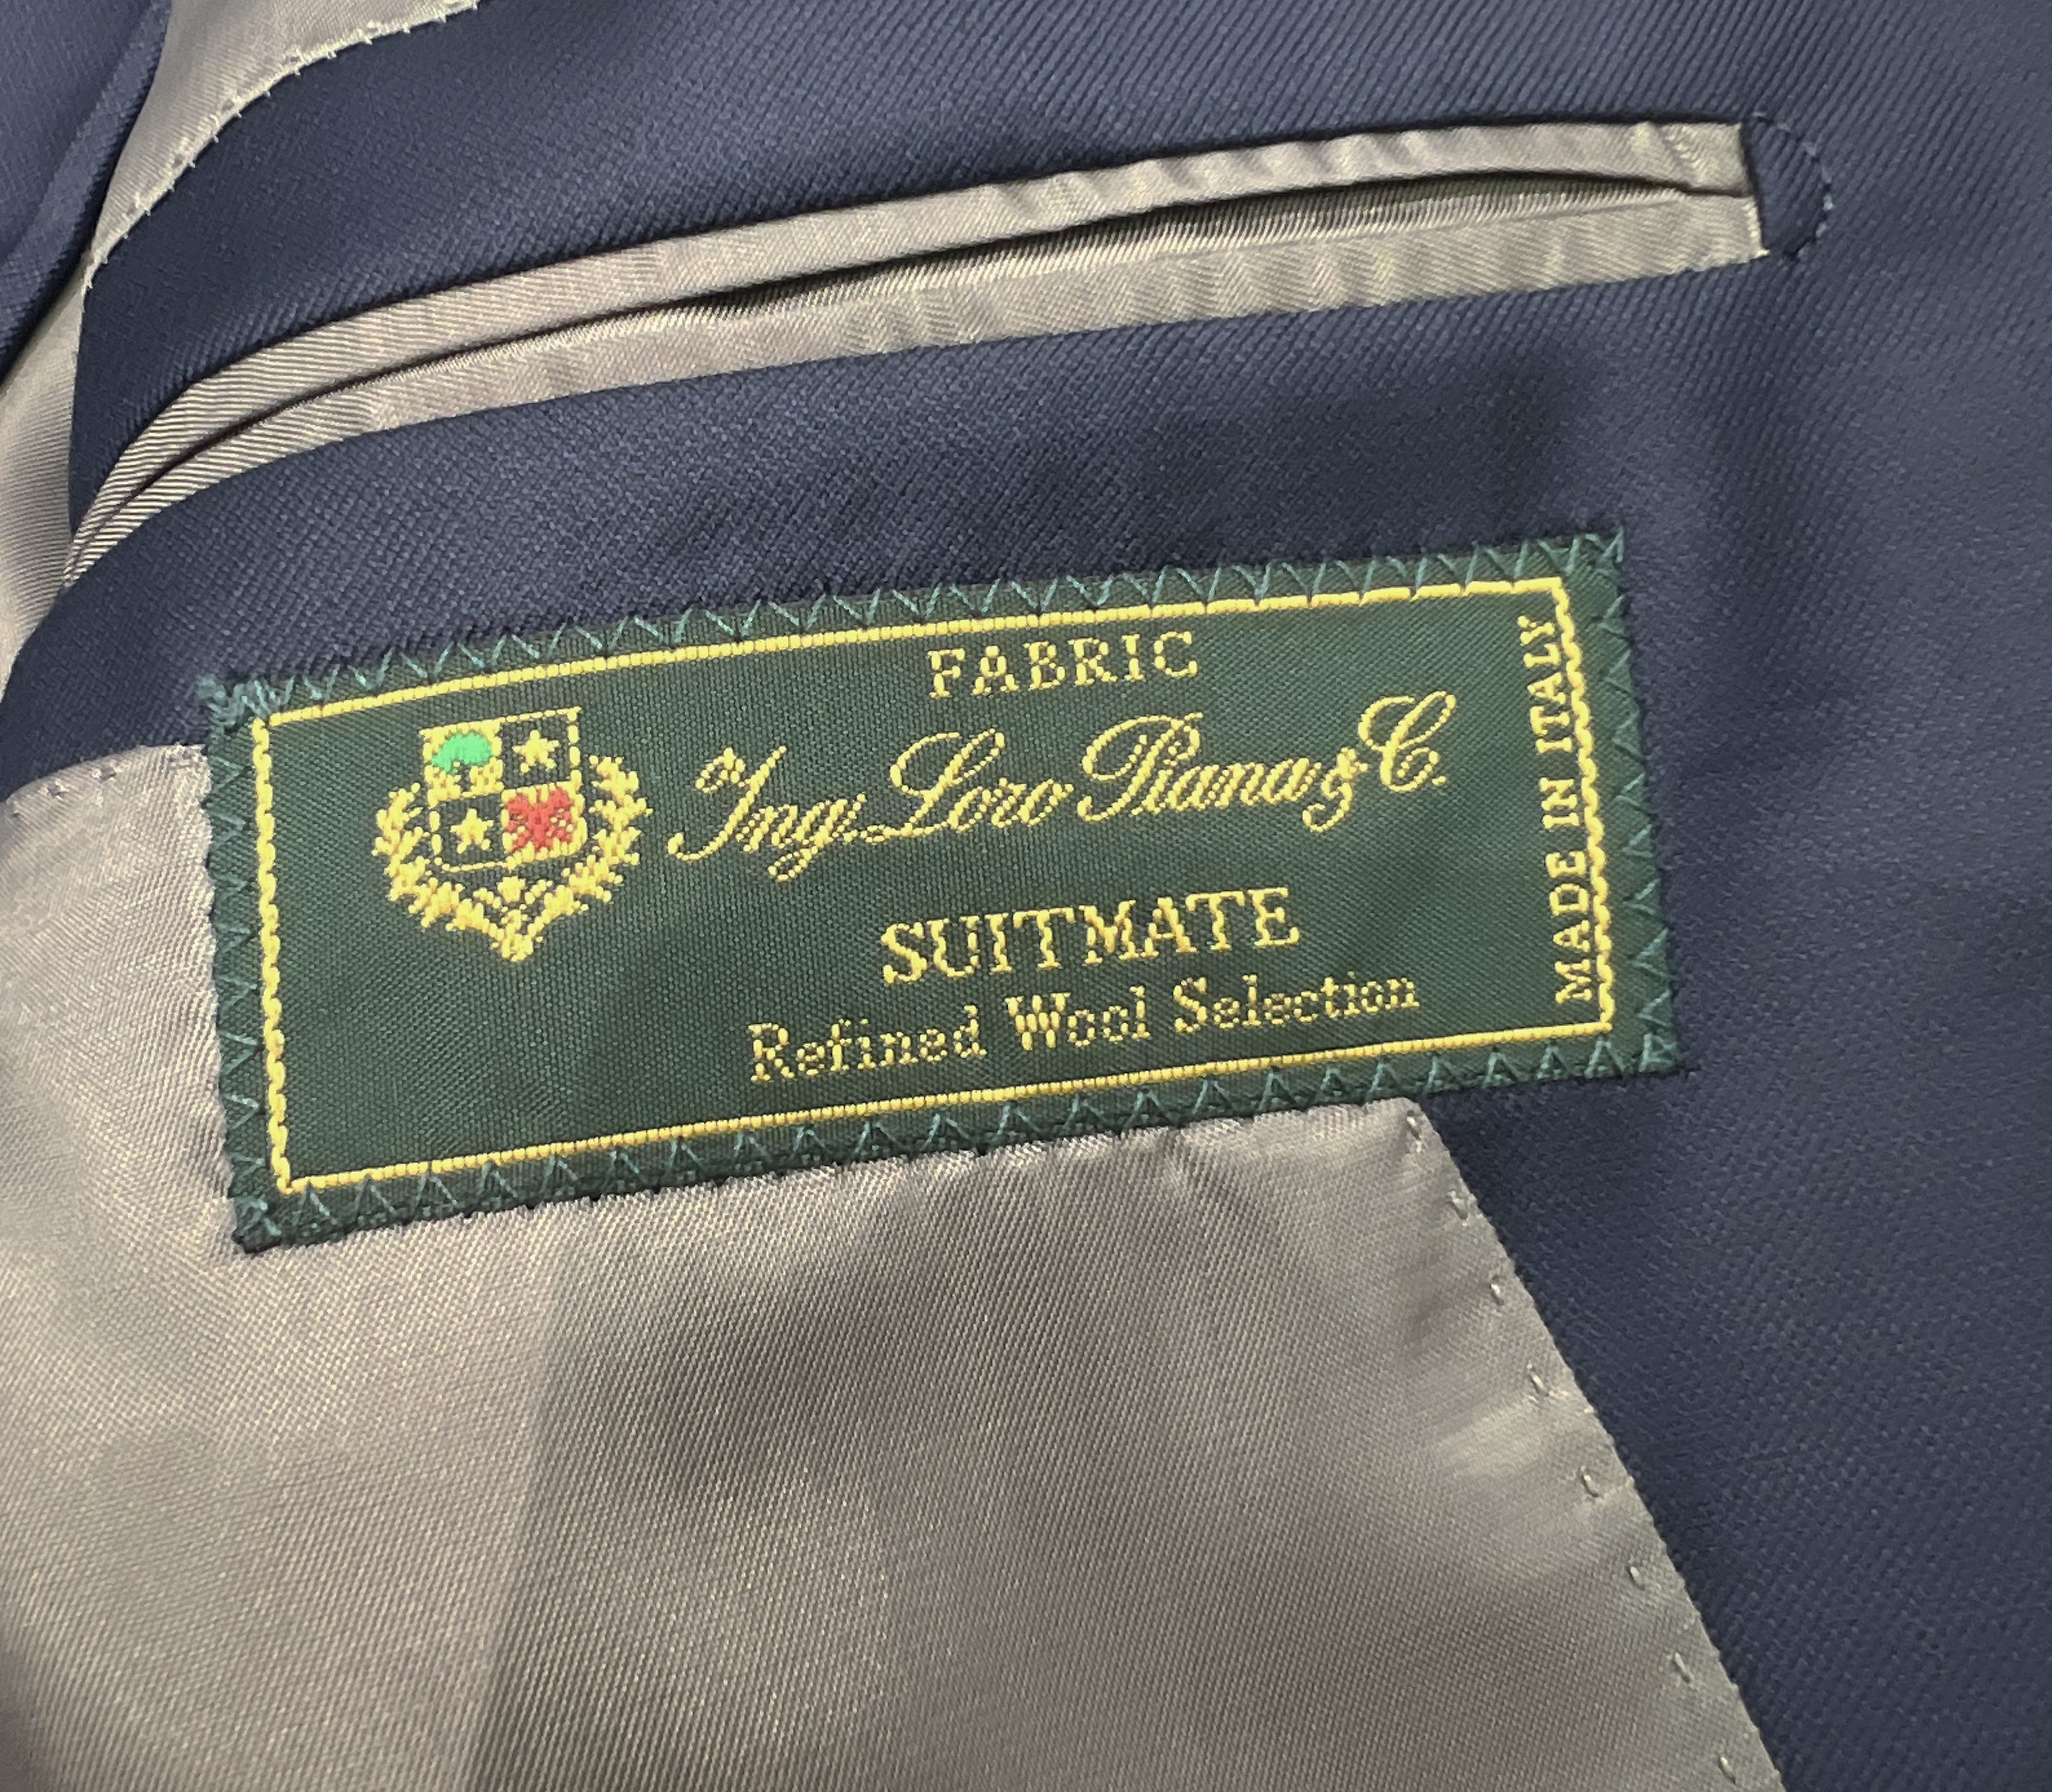 FABRIC
Ing. Loro Piana & C.
SUITMATE
Refined Wool Selection
MADE IN ITALY